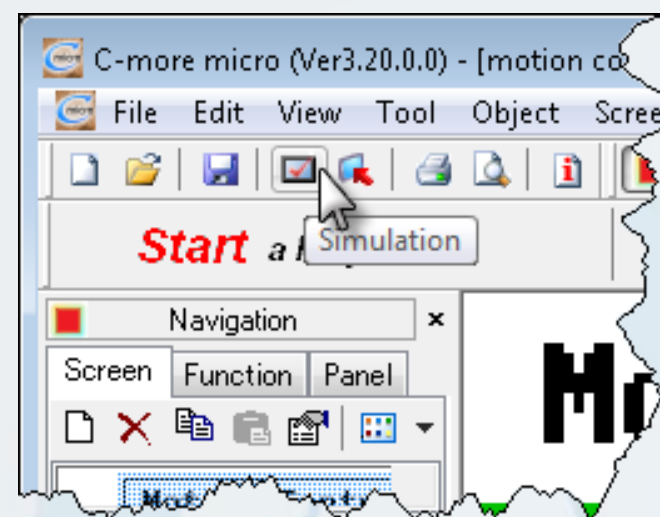 C-more micro (Ver3.20.0.0) - [motion co
File Edit View Tool Object Scree
Start a
Simulation
Navigation
Screen Function Panel
Mo